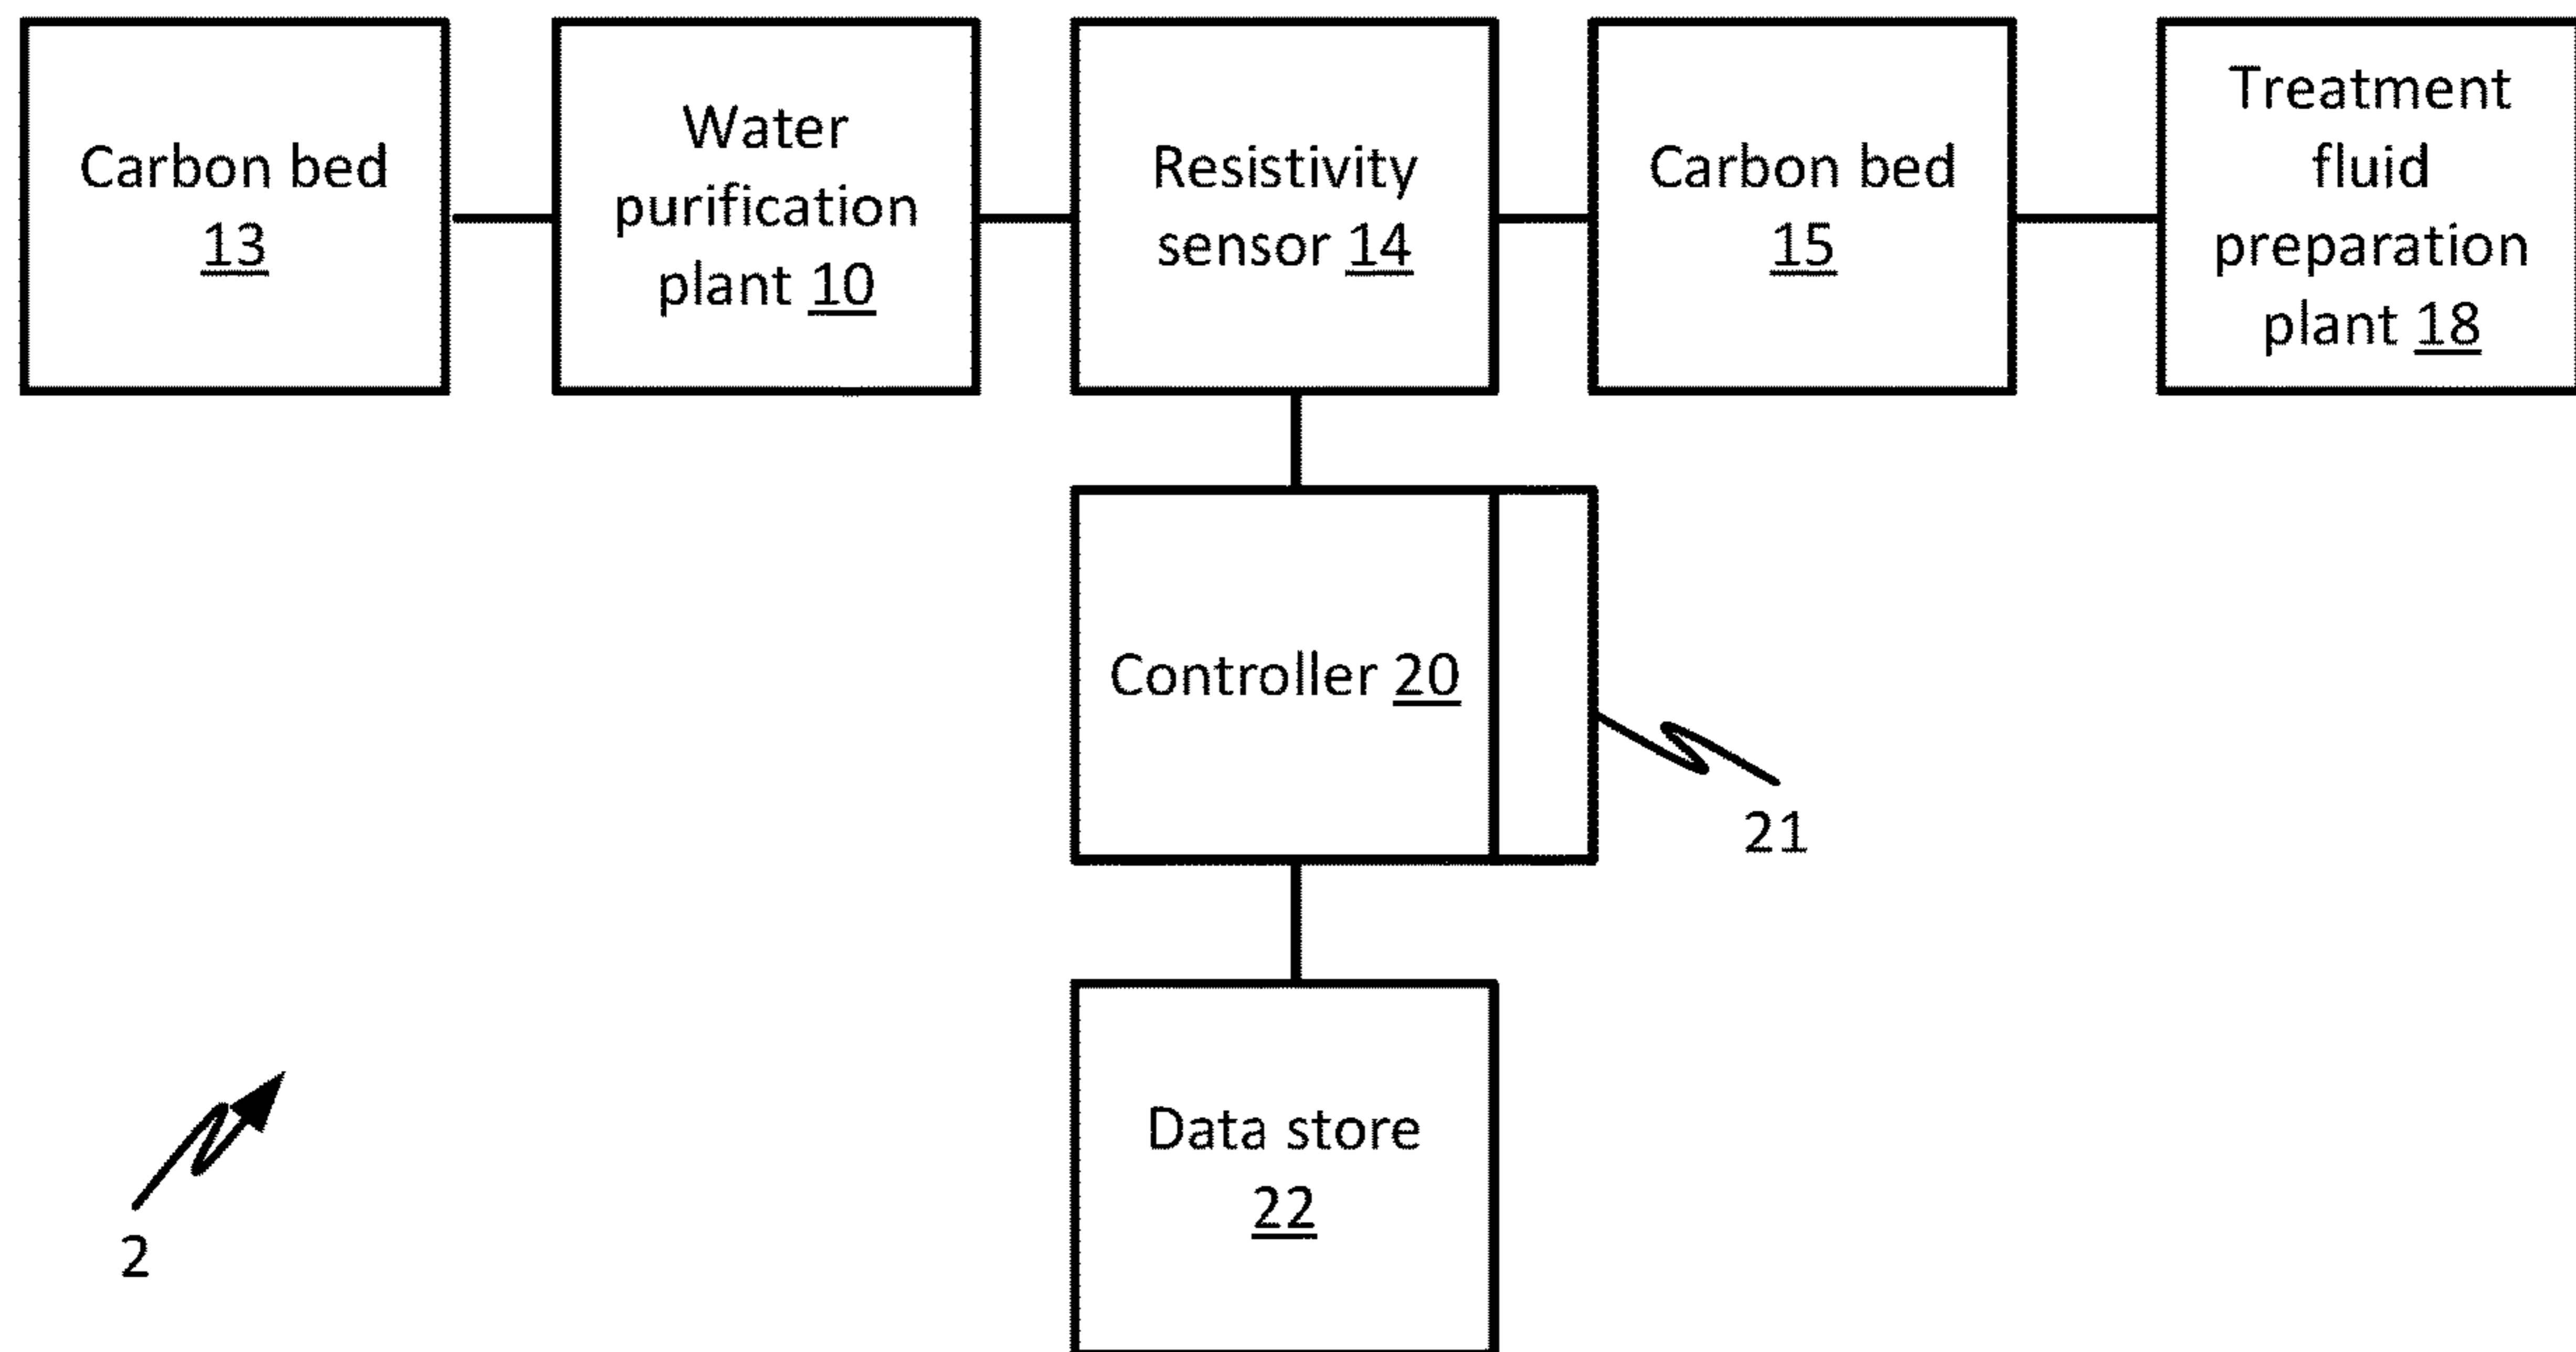 Carbon bed
13
Water
purification
plant 10
Resistivity
sensor 14
Carbon bed
15
Treatment
fluid
preparation
plant 18
Controller 20
21
Data store
22
2